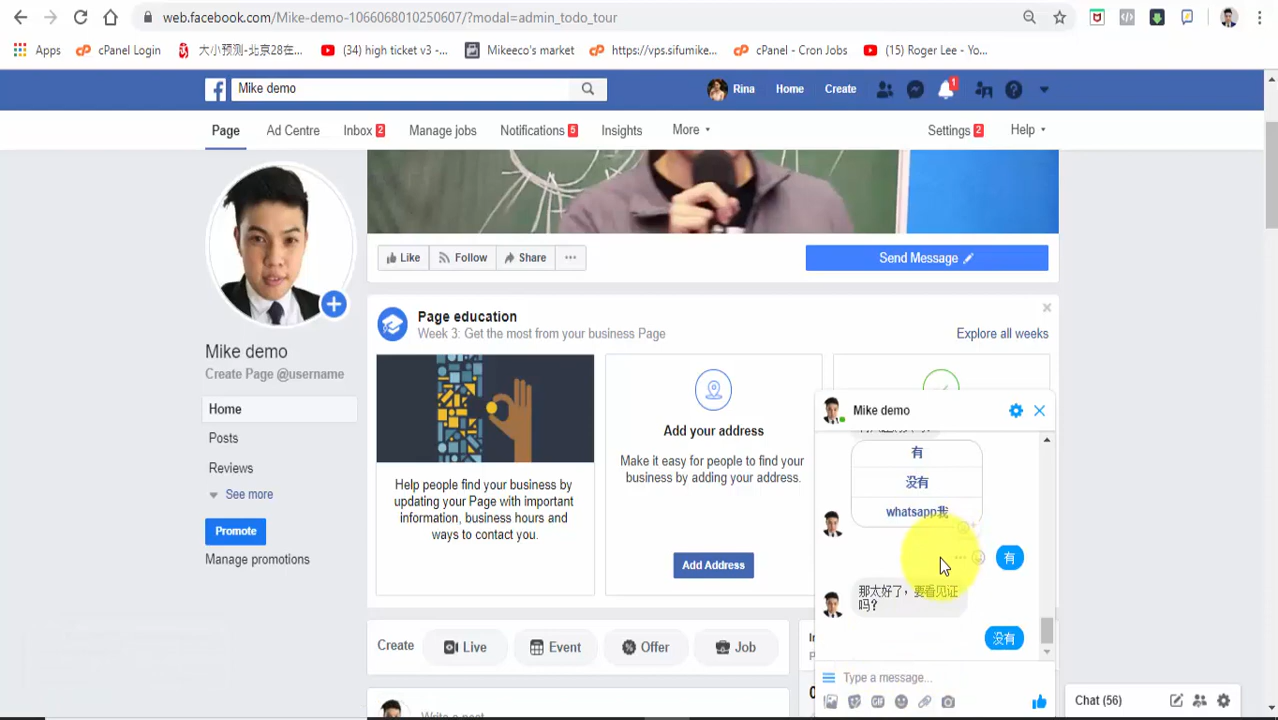 web.facebook.com/Mike-demo-1066068010250607/?modal=admin_todo_tour
Apps
cPanel Login
大小预测-北京28在...
(34) high ticket v3 -...
Mikeeco's market
https://vps.sifumike...
cPanel - Cron Jobs
(15) Roger Lee - Yo...
Mike demo
Rina
Home
Create
1
Page
Ad Centre
Inbox 2
Manage jobs
Notifications 5
Insights
More
Settings 2
Help
Like
Follow
Share
Send Message
Mike demo
Create Page @username
Home
Posts
Reviews
See more
Promote
Manage promotions
Page education
Week 3: Get the most from your business Page
Explore all weeks
Help people find your business by
updating your Page with important
information, business hours and
ways to contact you.
Add your address
Make it easy for people to find your
business by adding your address.
Add Address
Create
Live
Event
Offer
Job
Write a post
Mike demo
有
没有
whatsapp我
有
那太好了，要看见证
吗？
没有
Type a message...
GIF
Chat (56)